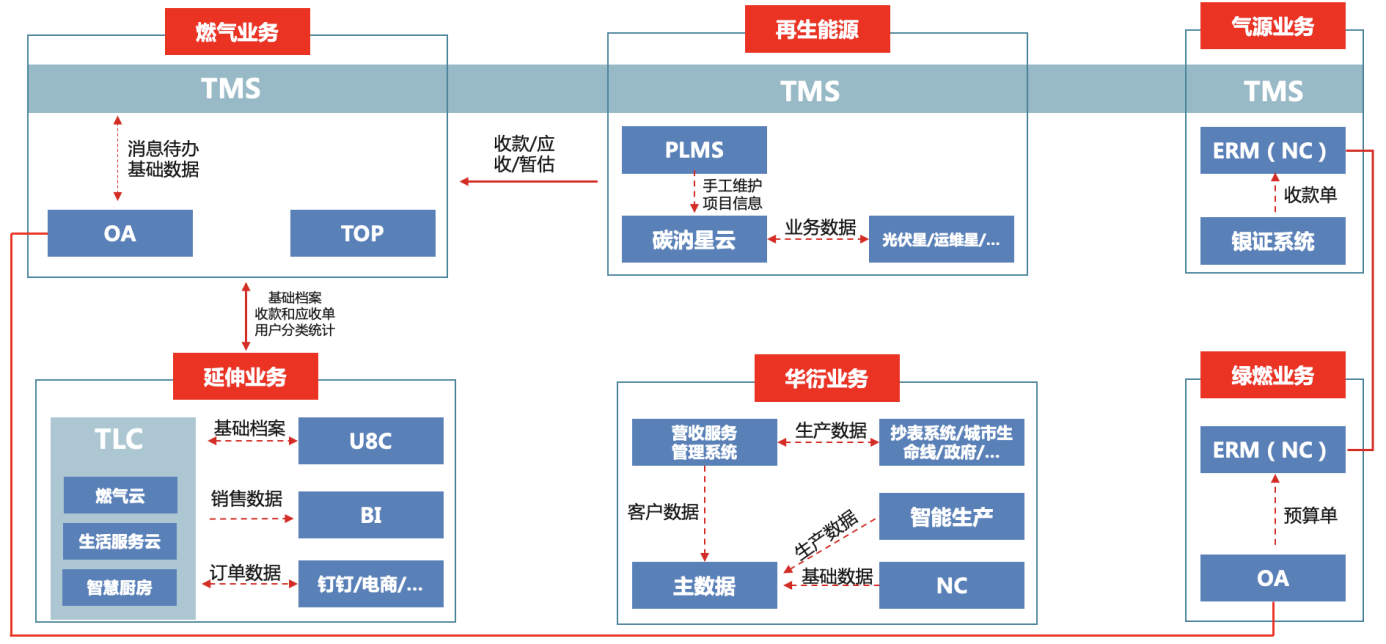 燃气业务
TMS
消息待办
基础数据
OA
TOP
收款/应
收/暂估
再生能源
TMS
PLMS
手工维护
项目信息
碳汭星云
业务数据
光伏星/运维星/...
气源业务
TMS
ERM（NC）
收款单
银证系统
基础档案
收款和应收单
用户分类统计
延伸业务
TLC
燃气云
生活服务云
智慧厨房
基础档案
U8C
销售数据
BI
订单数据
钉钉/电商/...
华衍业务
营收服务
管理系统
生产数据
抄表系统/城市生
命线/政府/...
客户数据
生产数据
智能生产
主数据
基础数据
NC
绿燃业务
ERM（NC）
预算单
OA